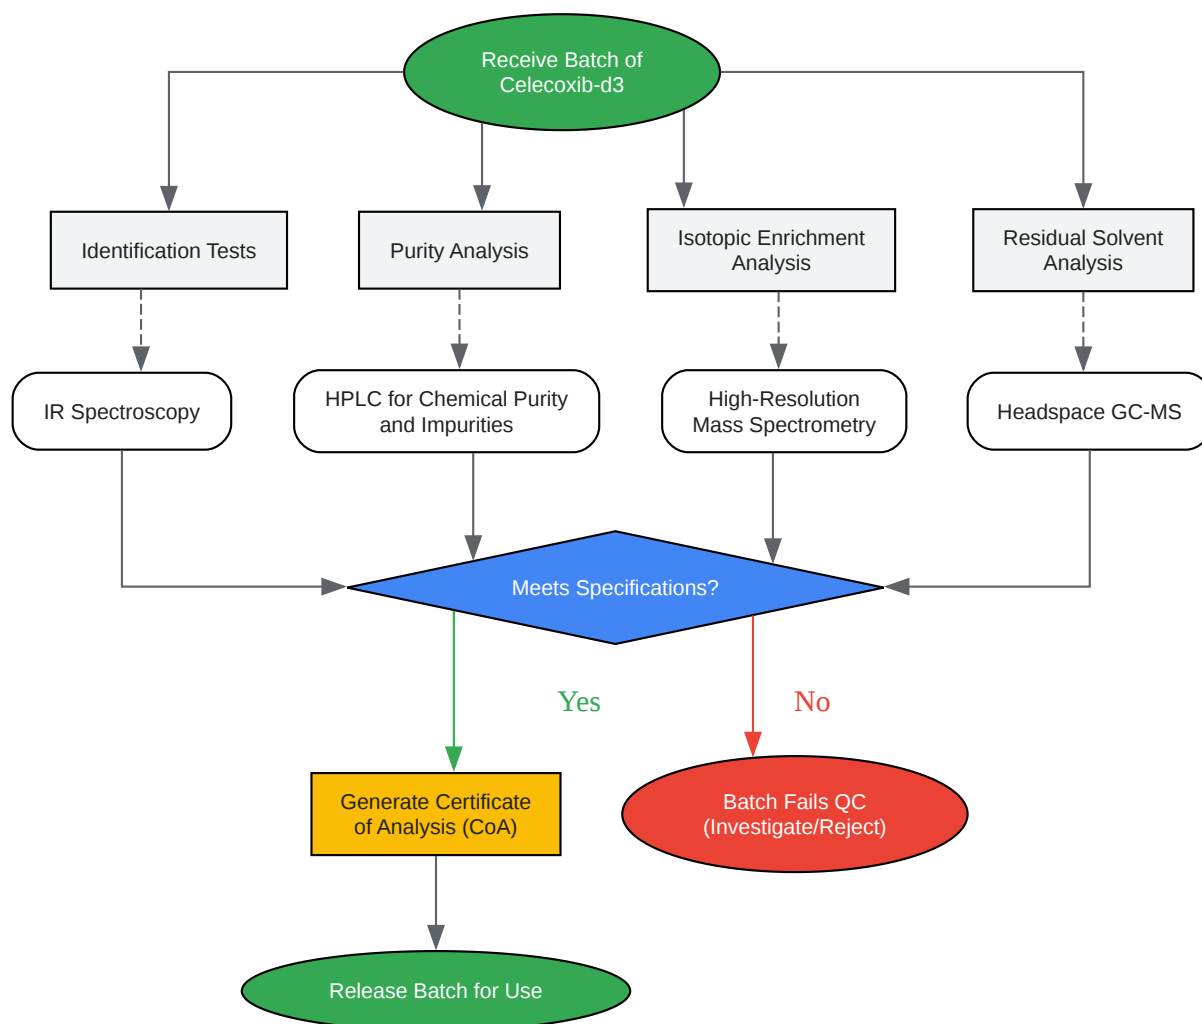 Receive Batch of
Celecoxib-d3
Identification Tests
Purity Analysis
Isotopic Enrichment
Analysis
Residual Solvent
Analysis
IR Spectroscopy
HPLC for Chemical Purity
and Impurities
High-Resolution
Mass Spectrometry
Headspace GC-MS
Meets Specifications?
Yes
No
Generate Certificate
of Analysis (CoA)
Batch Fails QC
(Investigate/Reject)
Release Batch for Use